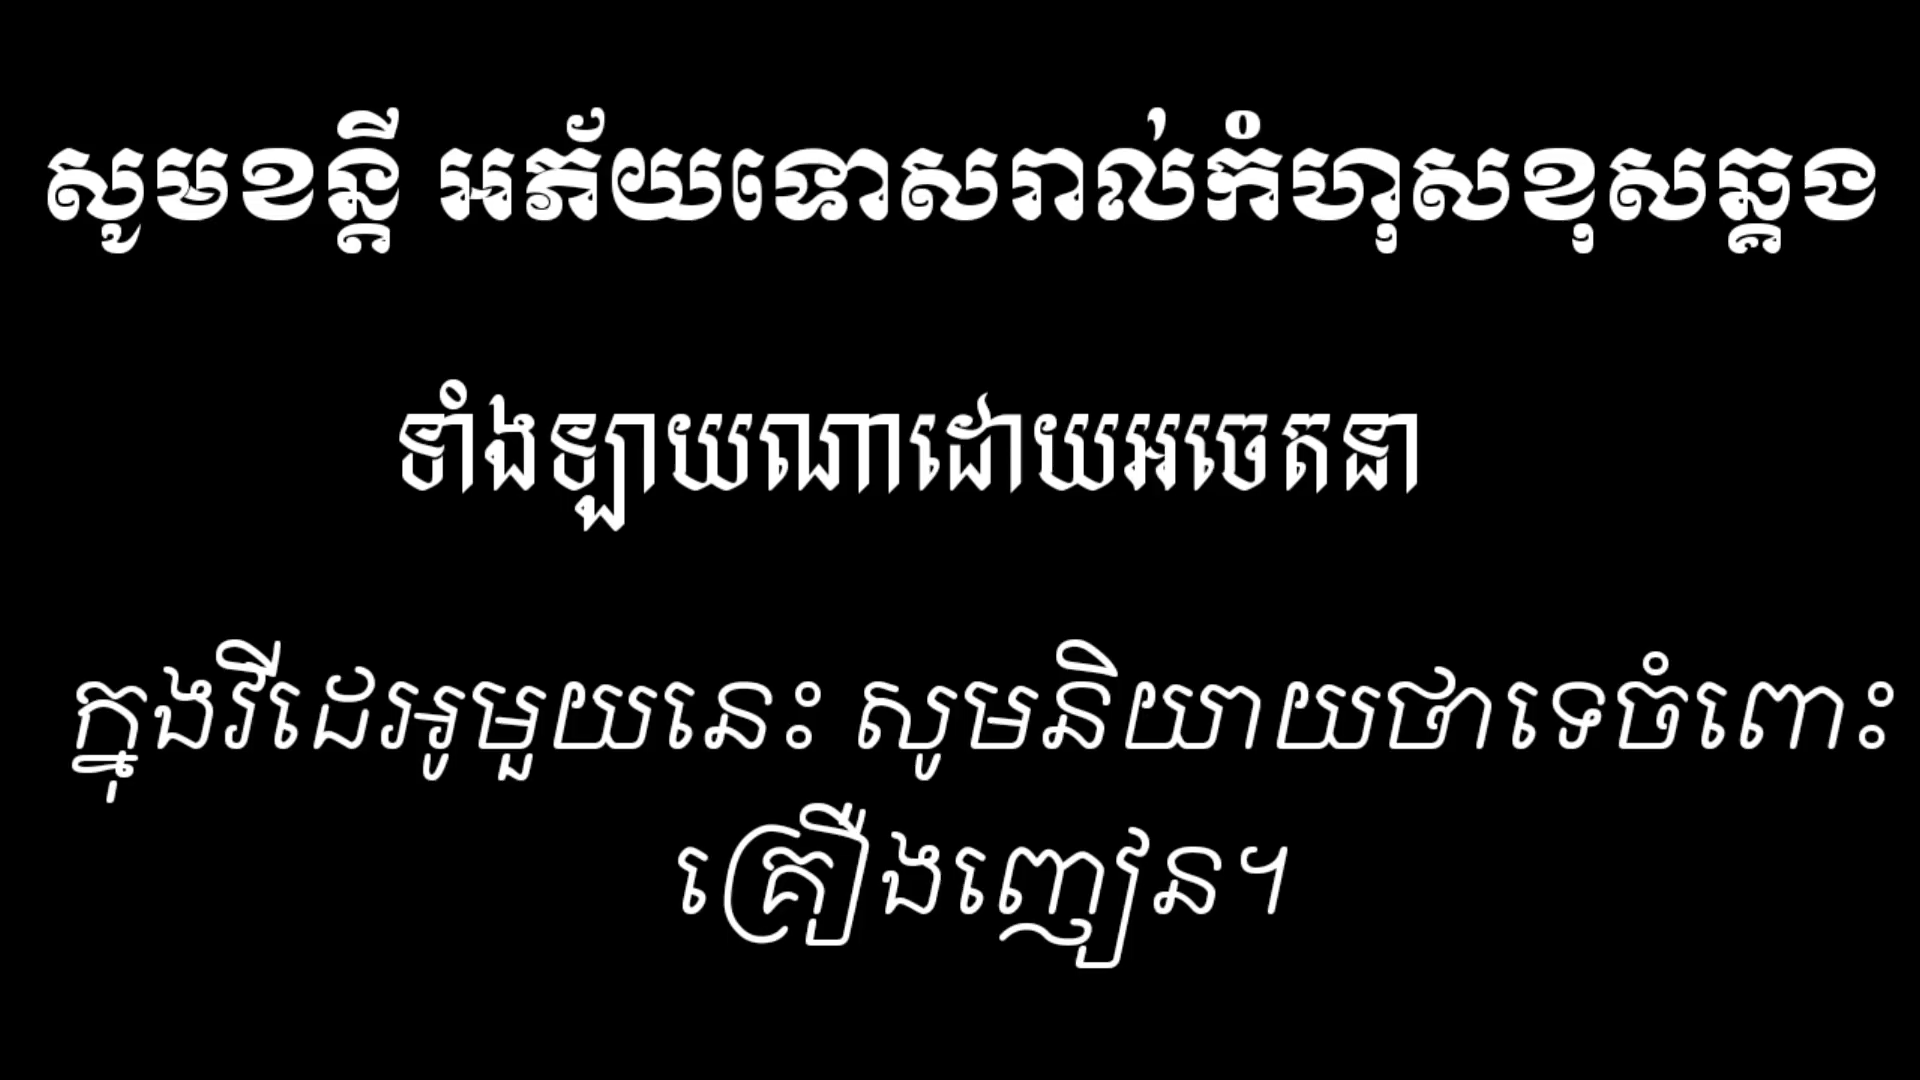 សូមខន្តី អភ័យទោសរាល់កំហុសខុសឆ្គង
ទាំងឡាយណាដោយអចេតនា
ក្នុងវីដេអូមួយនេះ សូមនិយាយថាទេចំពោះ
គ្រឿងញៀន។